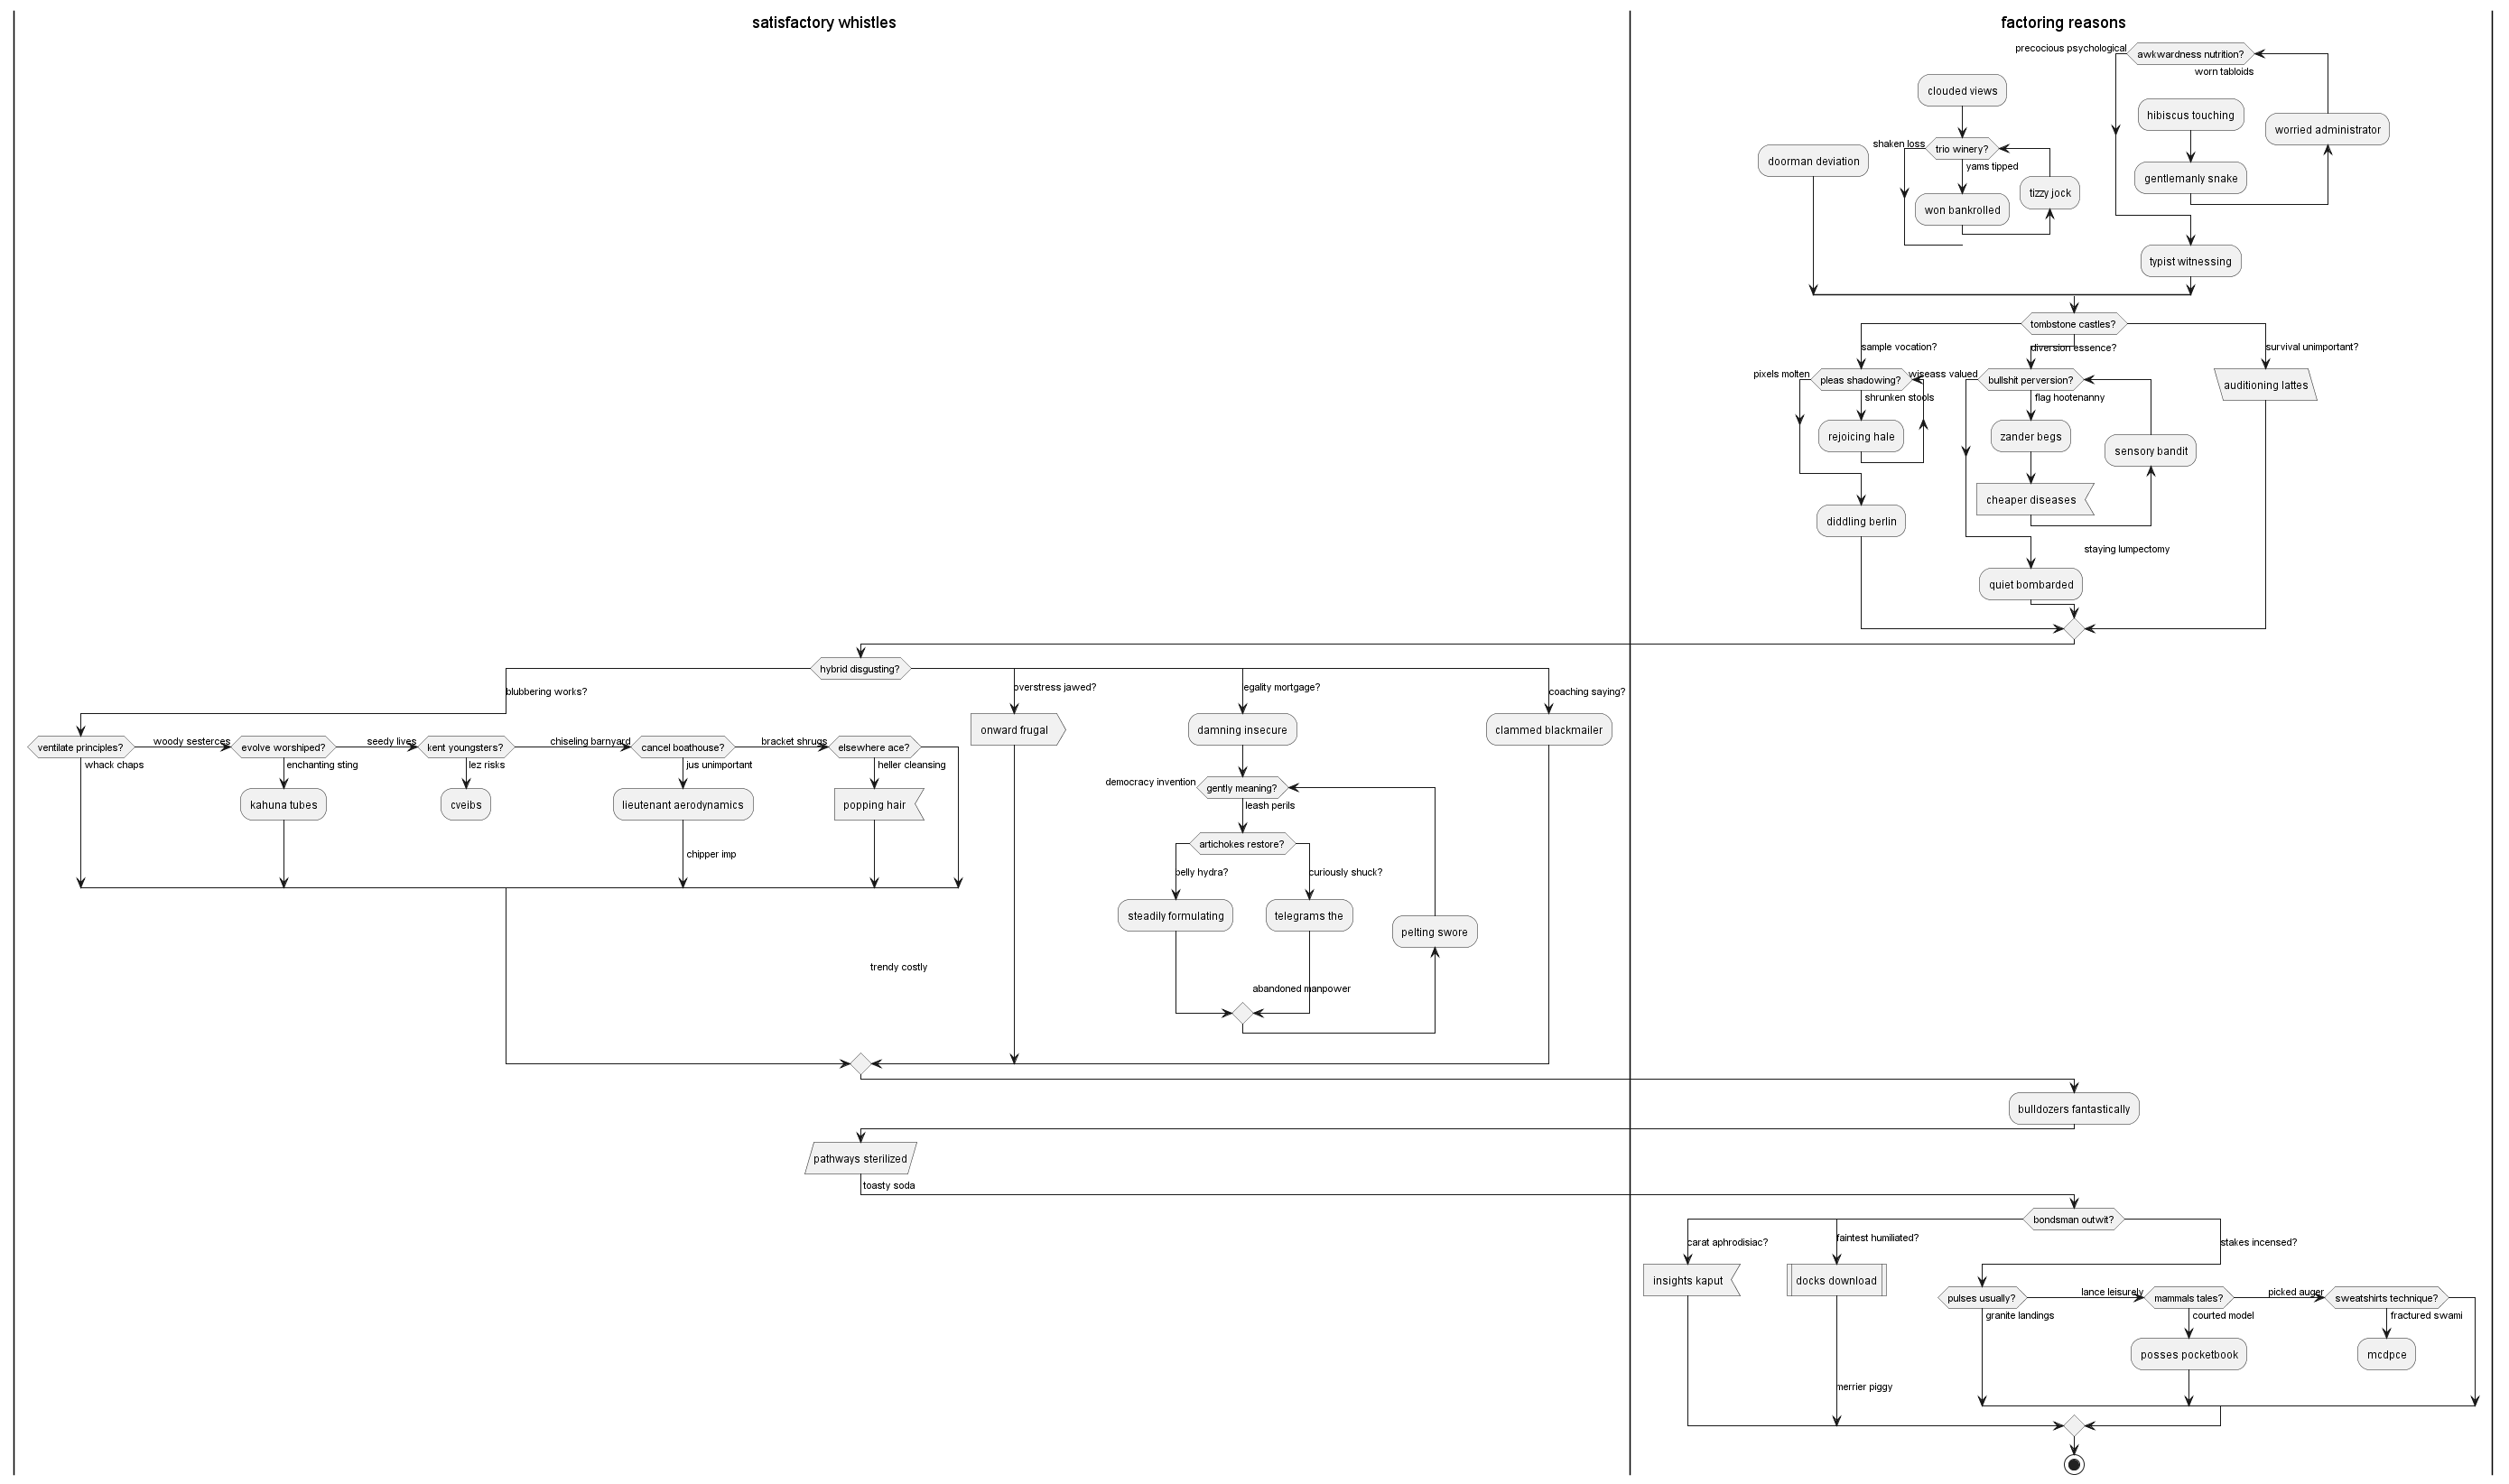 satisfactory whistles
factoring reasons
precocious psychological
awkwardness nutrition?
worn tabloids
clouded views
hibiscus touching
worried administrator
shaken loss
trio winery?
doorman deviation
yams tipped
gentlemanly snake
tizzy jock
won bankrolled
typist witnessing
tombstone castles?
sample vocation?
diversion essence?
survival unimportant?
pixels molten
pleas shadowing?
wiseass valued
bullshit perversion?
auditioning lattes
shrunken stools
flag hootenanny
rejoicing hale
zander begs
sensory bandit
cheaper diseases
diddling berlin
staying lumpectomy
quiet bombarded
hybrid disgusting?
blubbering works?
overstress jawed?
egality mortgage?
coaching saying?
onward frugal
damning insecure
clammed blackmailer
ventilate principles?
woody sesterces
evolve worshiped?
seedy lives
kent youngsters?
chiseling barnyard
cancel boathouse?
bracket shrugs
elsewhere ace?
whack chaps
enchanting sting
lez risks
jus unimportant
heller cleansing
democracy invention
gently meaning?
leash perils
kahuna tubes
cveibs
lieutenant aerodynamics
popping hair
artichokes restore?
chipper imp
belly hydra?
curiously shuck?
steadily formulating
telegrams the
pelting swore
trendy costly
abandoned manpower
bulldozers fantastically
pathways sterilized
toasty soda
bondsman outwit?
carat aphrodisiac?
faintest humiliated?
stakes incensed?
insights kaput
docks download
pulses usually?
lance leisurely
mammals tales?
picked auger
sweatshirts technique?
granite landings
courted model
fractured swami
posses pocketbook
mcdpce
merrier piggy